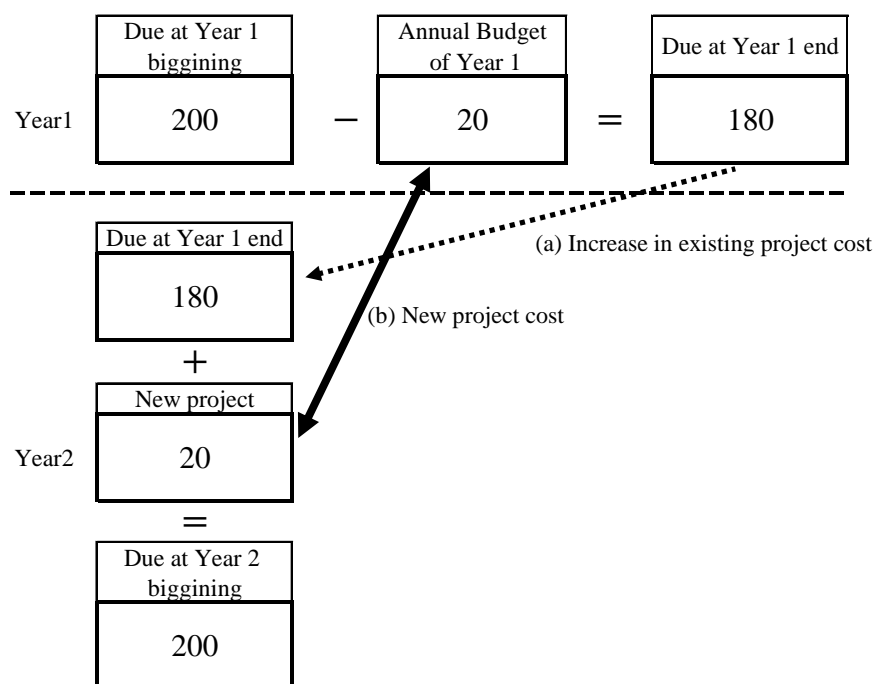 Due at Year 1
biggining
Annual Budget
of Year 1
Due at Year 1 end
Year1
200
−
20
=
180
Due at Year 1 end
(a) Increase in existing project cost
180
(b) New project cost
+
New project
Year2
20
=
Due at Year 2
biggining
200